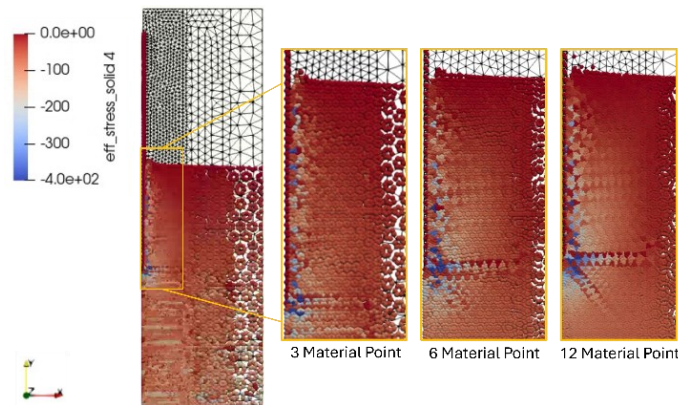 0.0e+00
-100
-200
-300
-4.0e+02
eff_stress_solid 4
3 Material Point
6 Material Point
12 Material Point
Y
Z
X